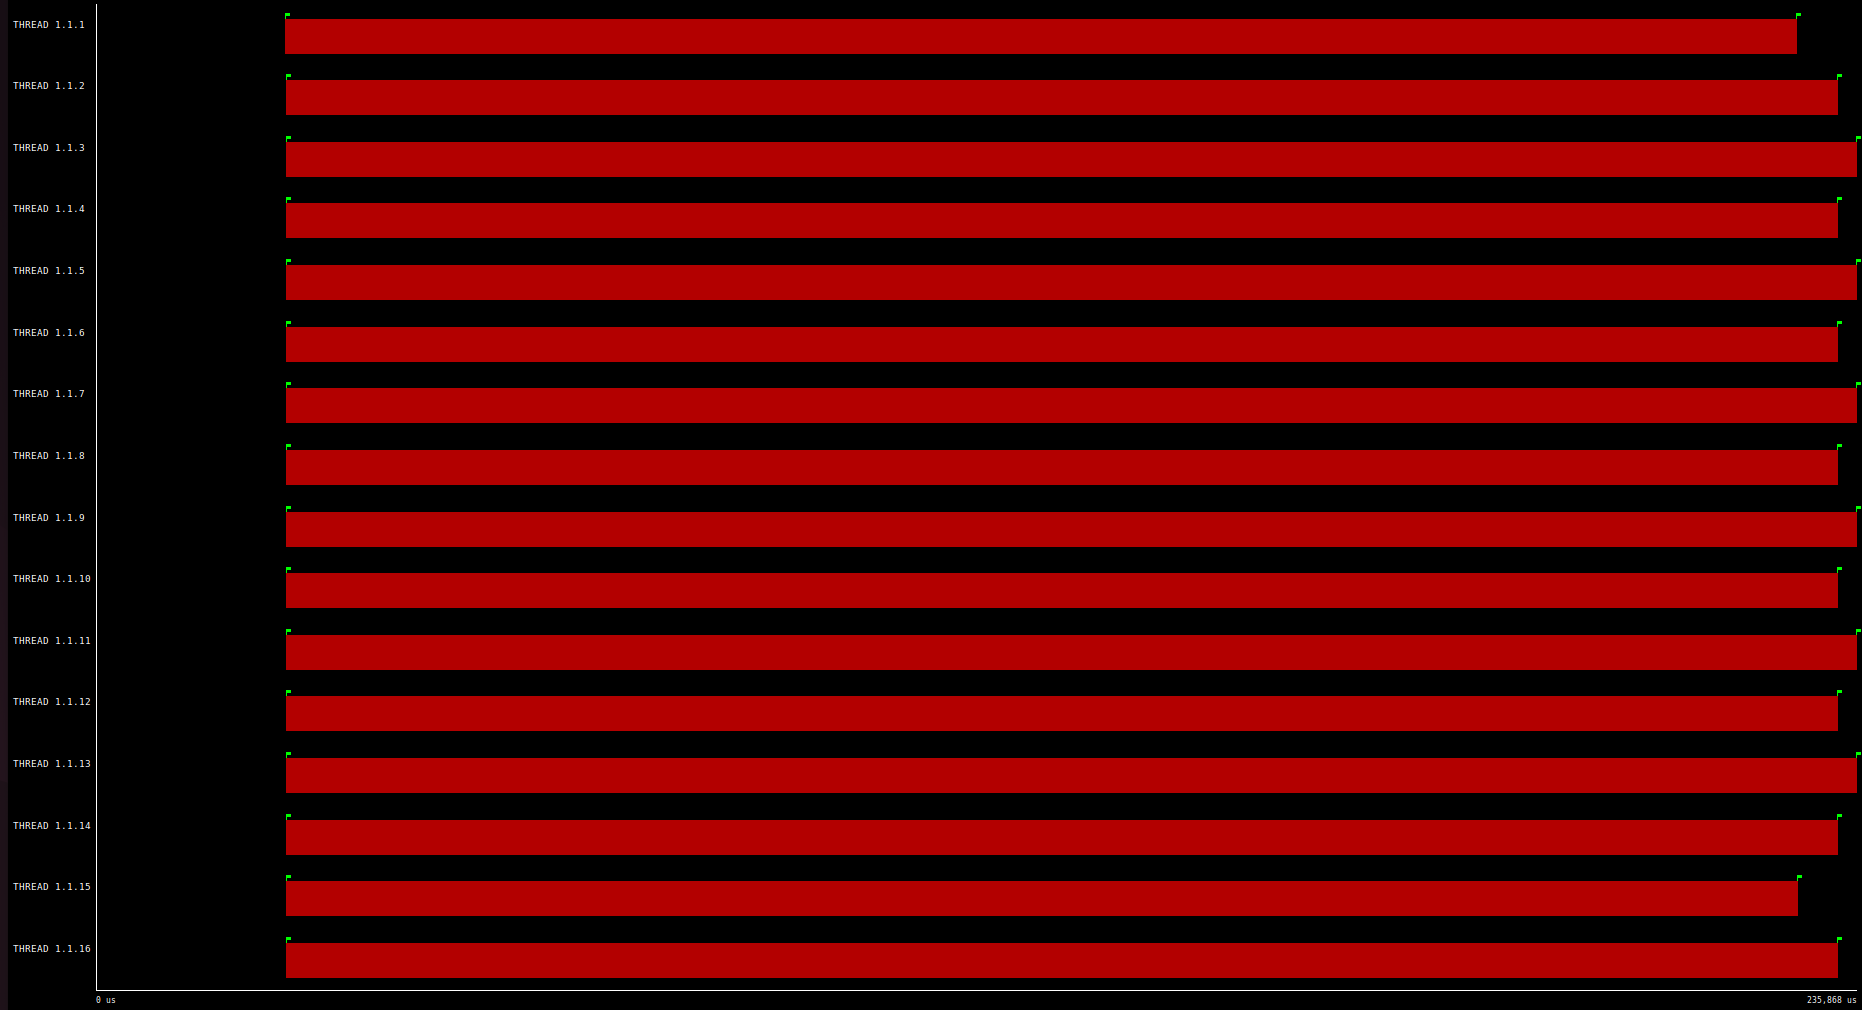 THREAD 1.1.1
THREAD 1.1.2
THREAD 1.1.3
THREAD 1.1.4
THREAD 1.1.5
THREAD 1.1.6
THREAD 1.1.7
THREAD 1.1.8
THREAD 1.1.9
THREAD 1.1.10
THREAD 1.1.11
THREAD 1.1.12
THREAD 1.1.13
THREAD 1.1.14
THREAD 1.1.15
THREAD 1.1.16
0 us
235,868 us